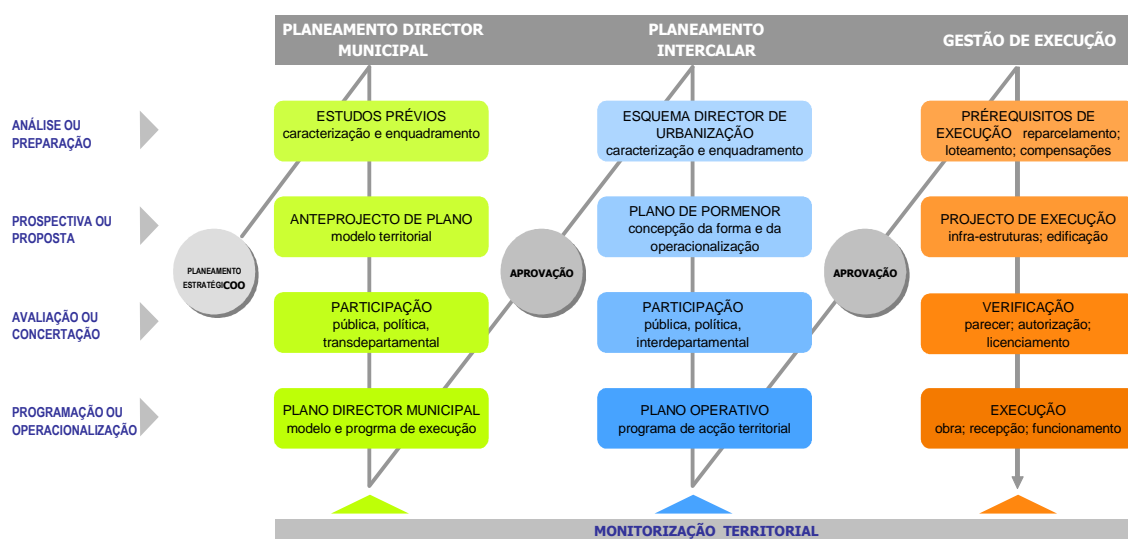 PLANEAMENTO DIRECTOR
MUNICIPAL
PLANEAMENTO
INTERCALAR
GESTÃO DE EXECUÇÃO
ANÁLISE OU
PREPARAÇÃO
ESTUDOS PRÉVIOS
caracterização e enquadramento
ESQUEMA DIRECTOR DE
URBANIZAÇÃO
caracterização e enquadramento
PRÉREQUISITOS DE
EXECUÇÃO reparcelamento;
loteamento; compensações
PROSPECTIVA OU
PROPOSTA
ANTEPROJECTO DE PLANO
modelo territorial
PLANO DE PORMENOR
concepção da forma e da
operacionalização
PROJECTO DE EXECUÇÃO
infra-estruturas; edificação
PLANEAMENTO
ESTRATÉGICOO
APROVAÇÃO
APROVAÇÃO
AVALIAÇÃO OU
CONCERTAÇÃO
PARTICIPAÇÃO
pública, política,
transdepartamental
PARTICIPAÇÃO
pública, política,
interdepartamental
VERIFICAÇÃO
parecer; autorização;
licenciamento
PROGRAMAÇÃO OU
OPERACIONALIZAÇÃO
PLANO DIRECTOR MUNICIPAL
modelo e progrma de execução
PLANO OPERATIVO
programa de acção territorial
EXECUÇÃO
obra; recepção; funcionamento
MONITORIZAÇÃO TERRITORIAL